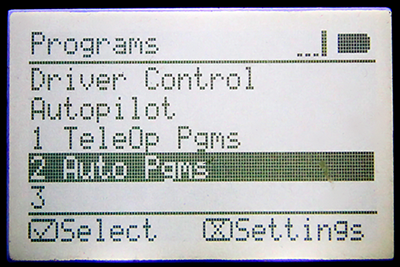 Programs
Driver Control
Autopilot
1 TeleOp Pgms
2 Auto Pgms
3
Select Settings